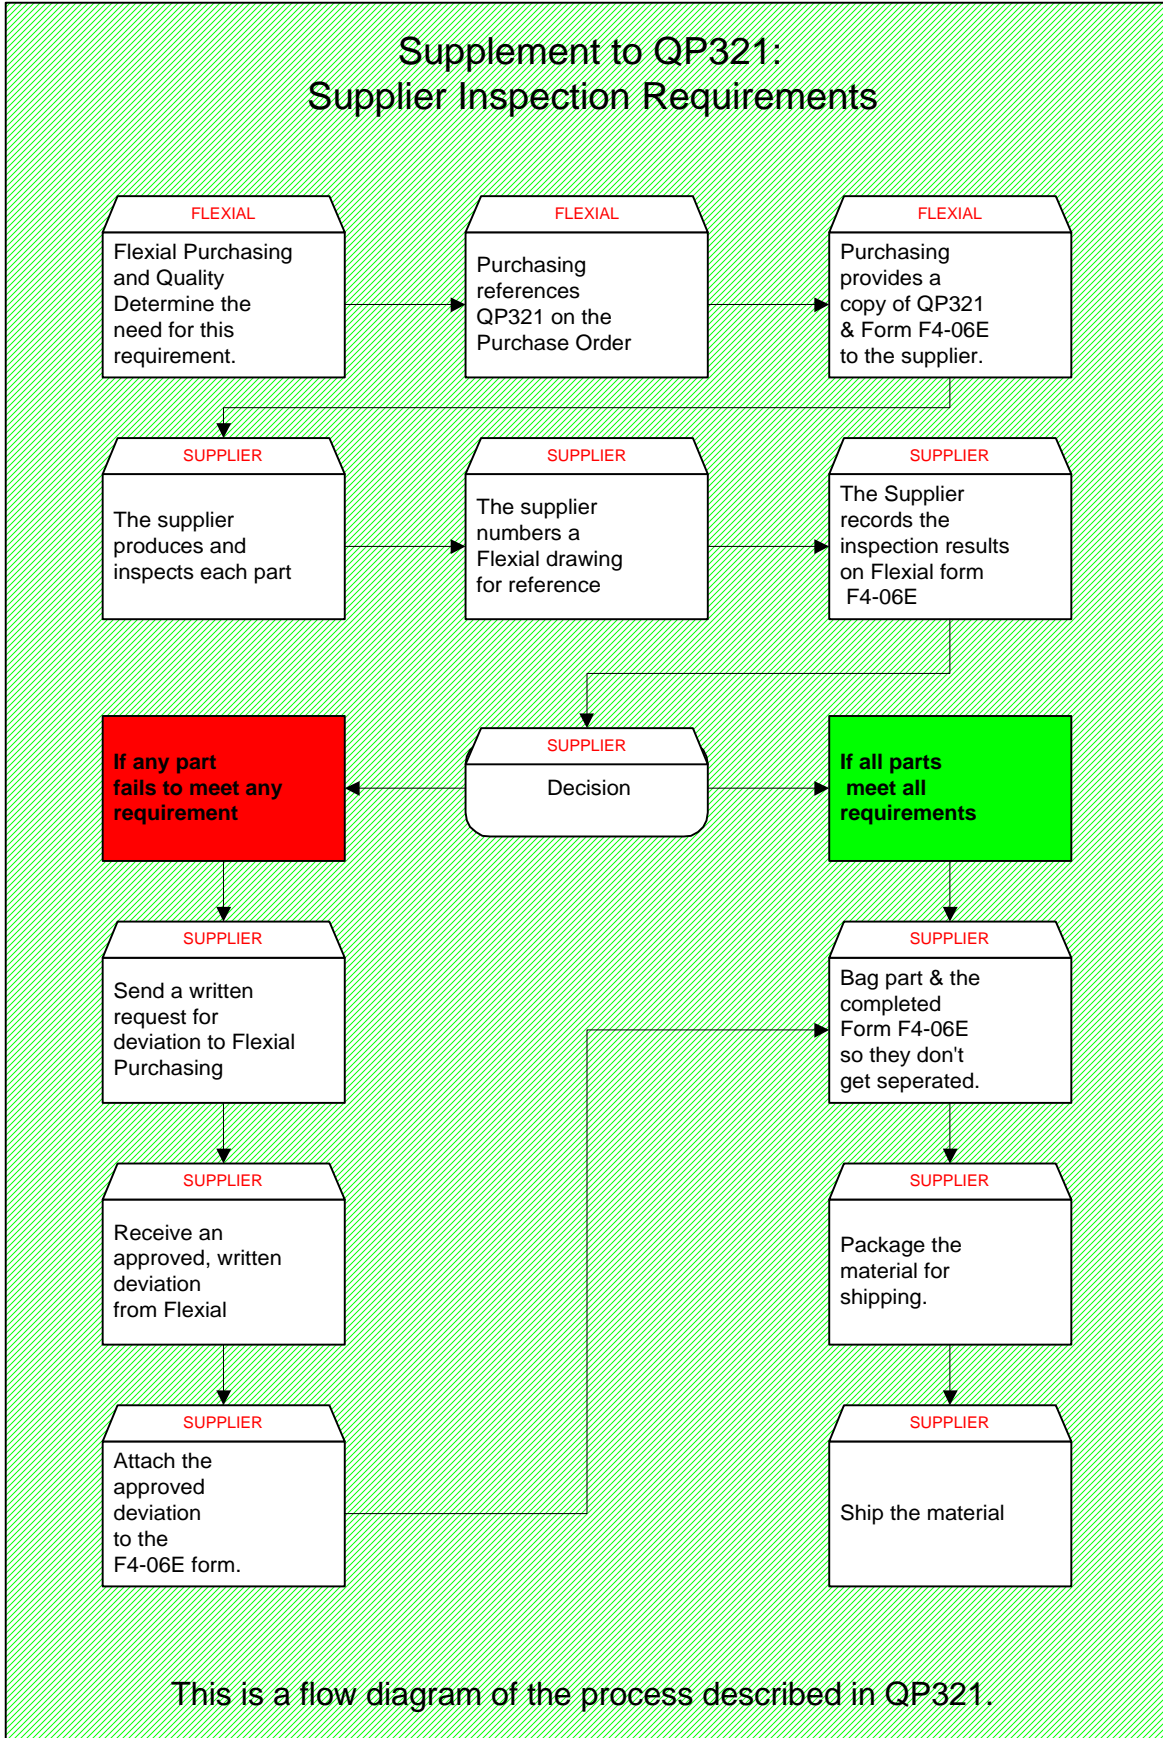 Supplement to QP321:
Supplier Inspection Requirements
FLEXIAL
Flexial Purchasing
and Quality
Determine the
need for this
requirement.
FLEXIAL
Purchasing
references
QP321 on the
Purchase Order
FLEXIAL
Purchasing
provides a
copy of QP321
& Form F4-06E
to the supplier.
SUPPLIER
The supplier
produces and
inspects each part
SUPPLIER
The supplier
numbers a
Flexial drawing
for reference
SUPPLIER
The Supplier
records the
inspection results
on Flexial form
F4-06E
SUPPLIER
Decision
If any part
fails to meet any
requirement
If all parts
meet all
requirements
SUPPLIER
Send a written
request for
deviation to Flexial
Purchasing
SUPPLIER
Receive an
approved, written
deviation
from Flexial
SUPPLIER
Attach the
approved
deviation
to the
F4-06E form.
SUPPLIER
Bag part & the
completed
Form F4-06E
so they don't
get seperated.
SUPPLIER
Package the
material for
shipping.
SUPPLIER
Ship the material
This is a flow diagram of the process described in QP321.